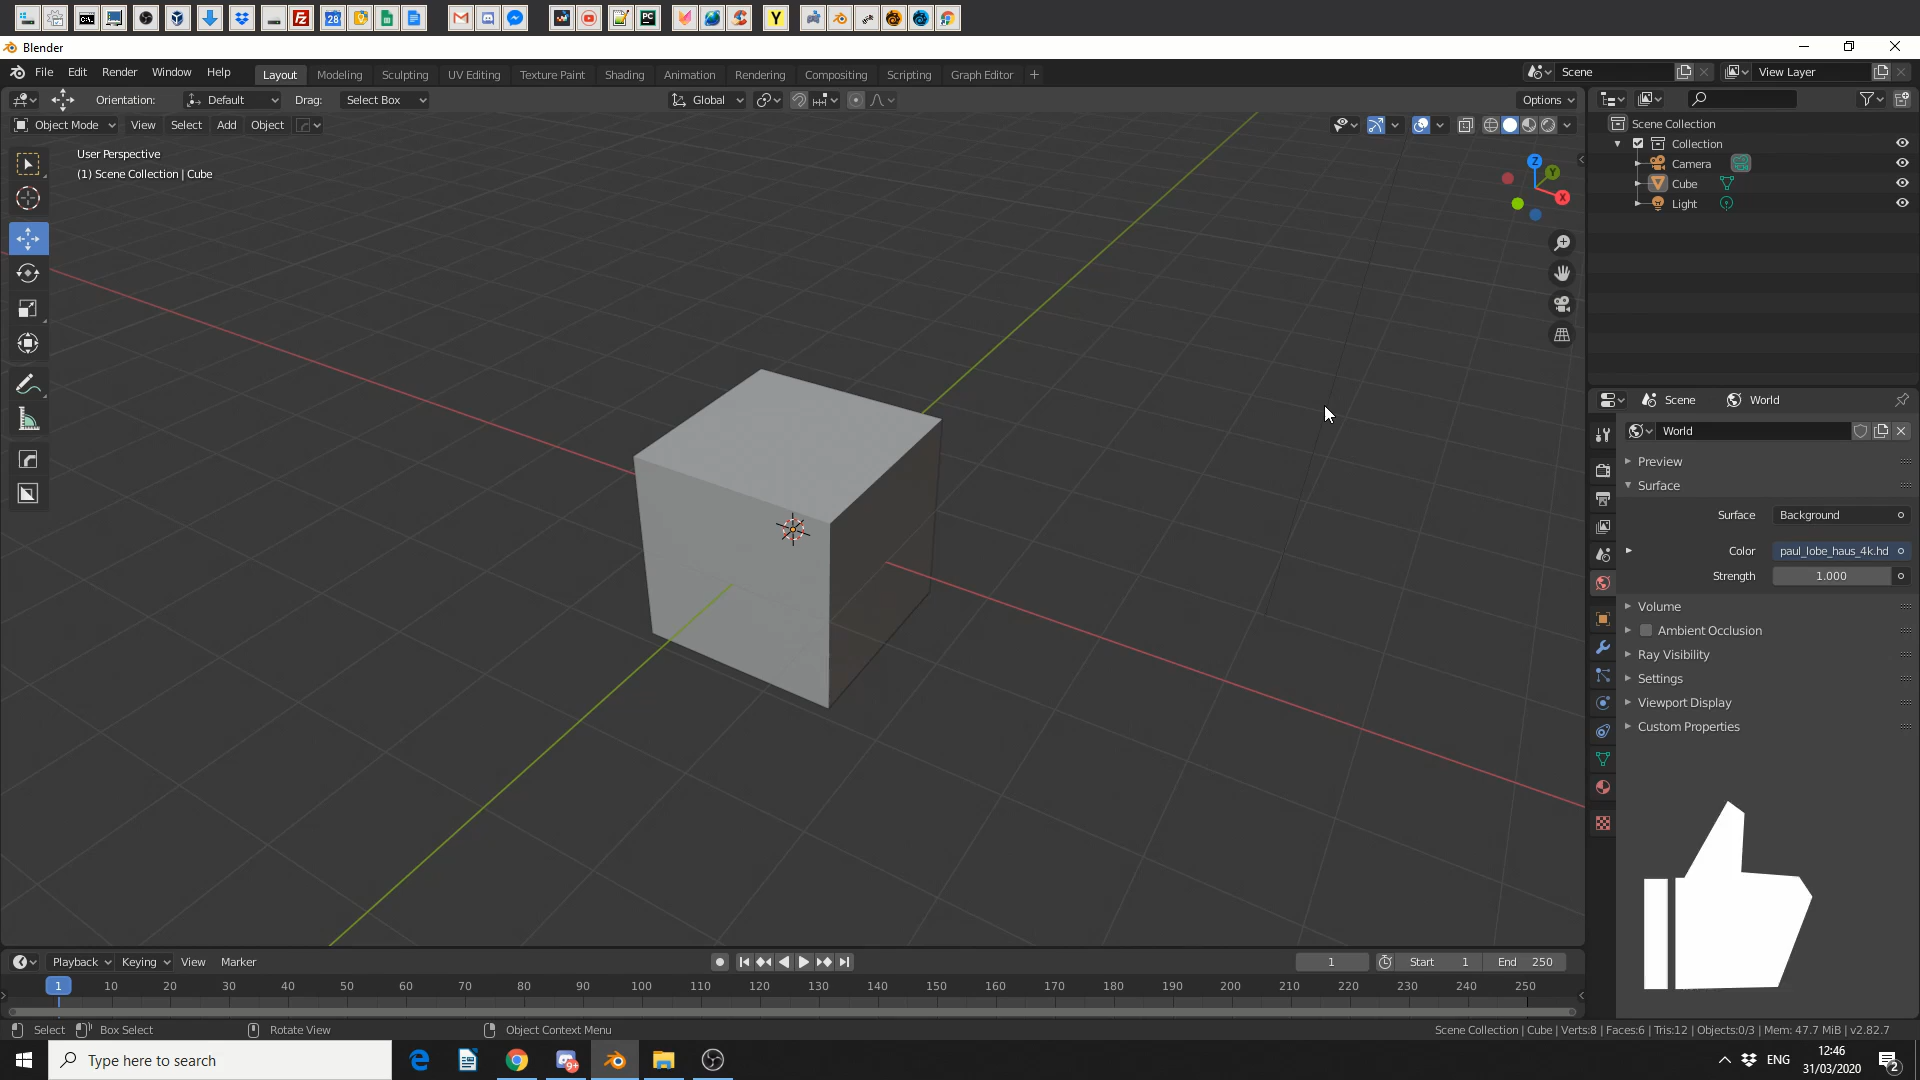 28
Y
Blender
File Edit Render Window Help Layout Modeling Sculpting UV Editing Texture Paint Shading Animation Rendering Compositing Scripting Graph Editor + Scene View Layer
Orientation: Default Drag: Select Box Global Options
Object Mode View Select Add Object
User Perspective
(1) Scene Collection | Cube
Z
Y
X
Scene Collection
Collection
Camera
Cube
Light
Scene World
World
Preview
Surface
Surface Background
Color paul_lobe_haus_4k.hd
Strength 1.000
Volume
Ambient Occlusion
Ray Visibility
Settings
Viewport Display
Custom Properties
Playback Keying View Marker 1 Start 1 End 250
1 10 20 30 40 50 60 70 80 90 100 110 120 130 140 150 160 170 180 190 200 210 220 230 240 250
Select Box Select Rotate View Object Context Menu Scene Collection | Cube | Verts:8 | Faces:6 | Tris:12 | Objects:0/3 | Mem: 47.7 MiB | v2.82.7
Type here to search
9+
ENG
12:46
31/03/2020
2